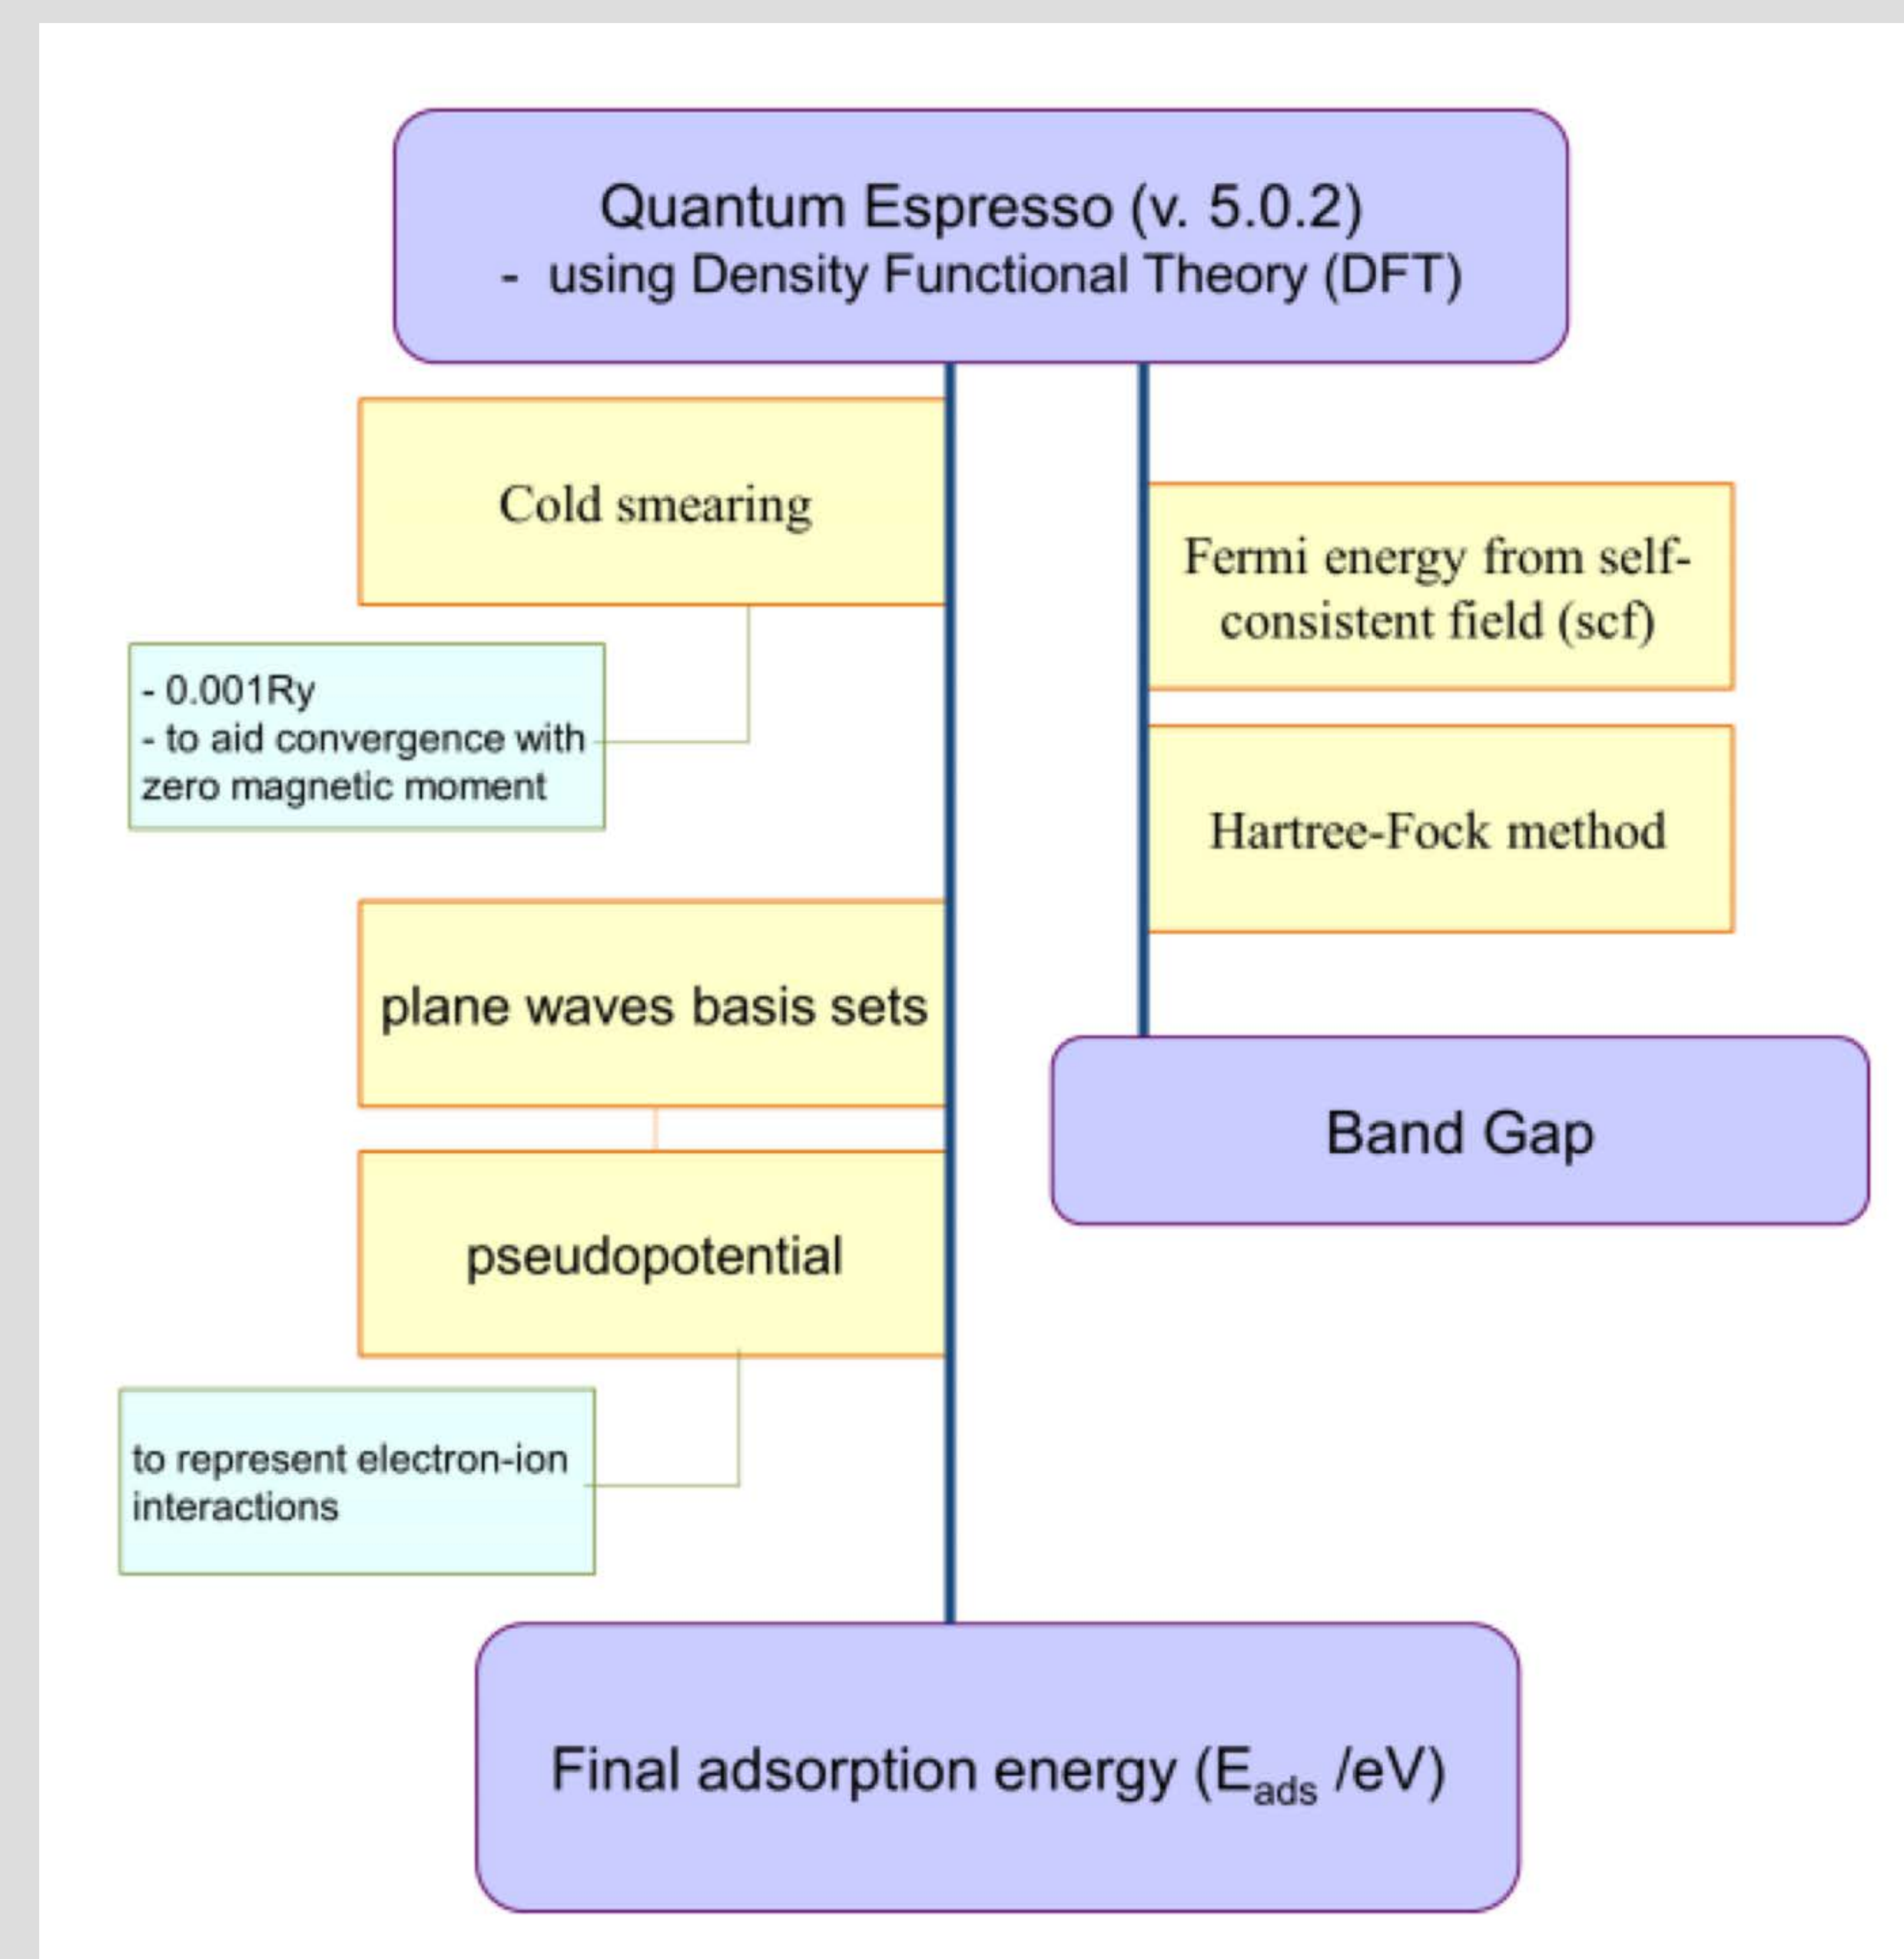 Quantum Espresso (v. 5.0.2)
- using Density Functional Theory (DFT)
Cold smearing
- 0.001Ry
- to aid convergence with
zero magnetic moment
plane waves basis sets
pseudopotential
to represent electron-ion
interactions
Fermi energy from self-
consistent field (scf)
Hartree-Fock method
Band Gap
Final adsorption energy (Eads /eV)